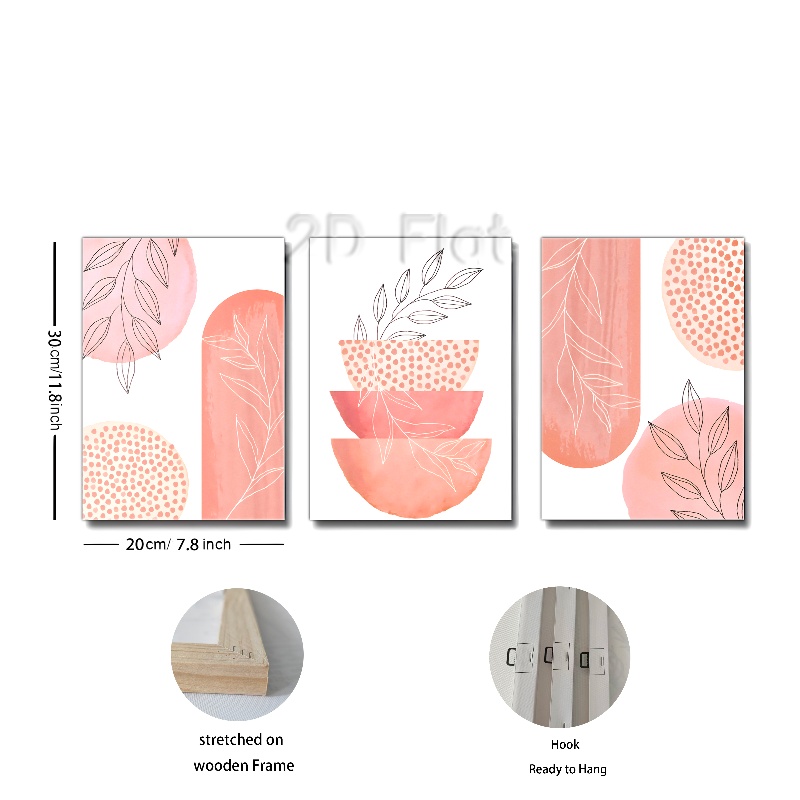 2D Flat
30cm/11.8inch
20cm/ 7.8 inch
stretched on
wooden Frame
Hook
Ready to Hang